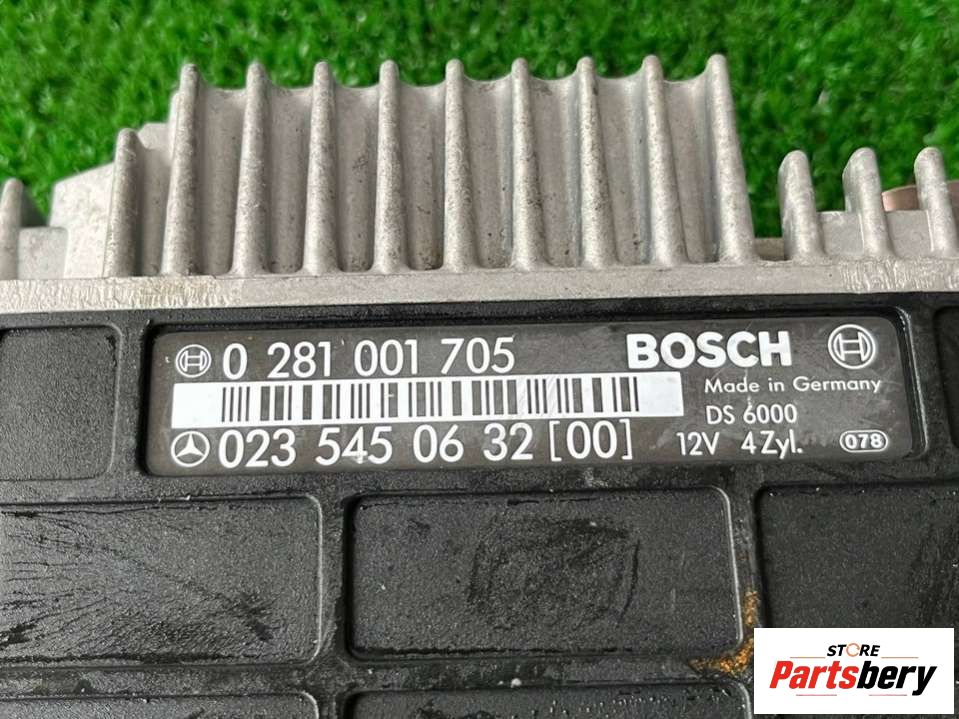 0 281 001 705 BOSCH
Made in Germany
DS 6000
023 545 06 32 [00] 12V 4Zyl. 078
STORE
Partsbery